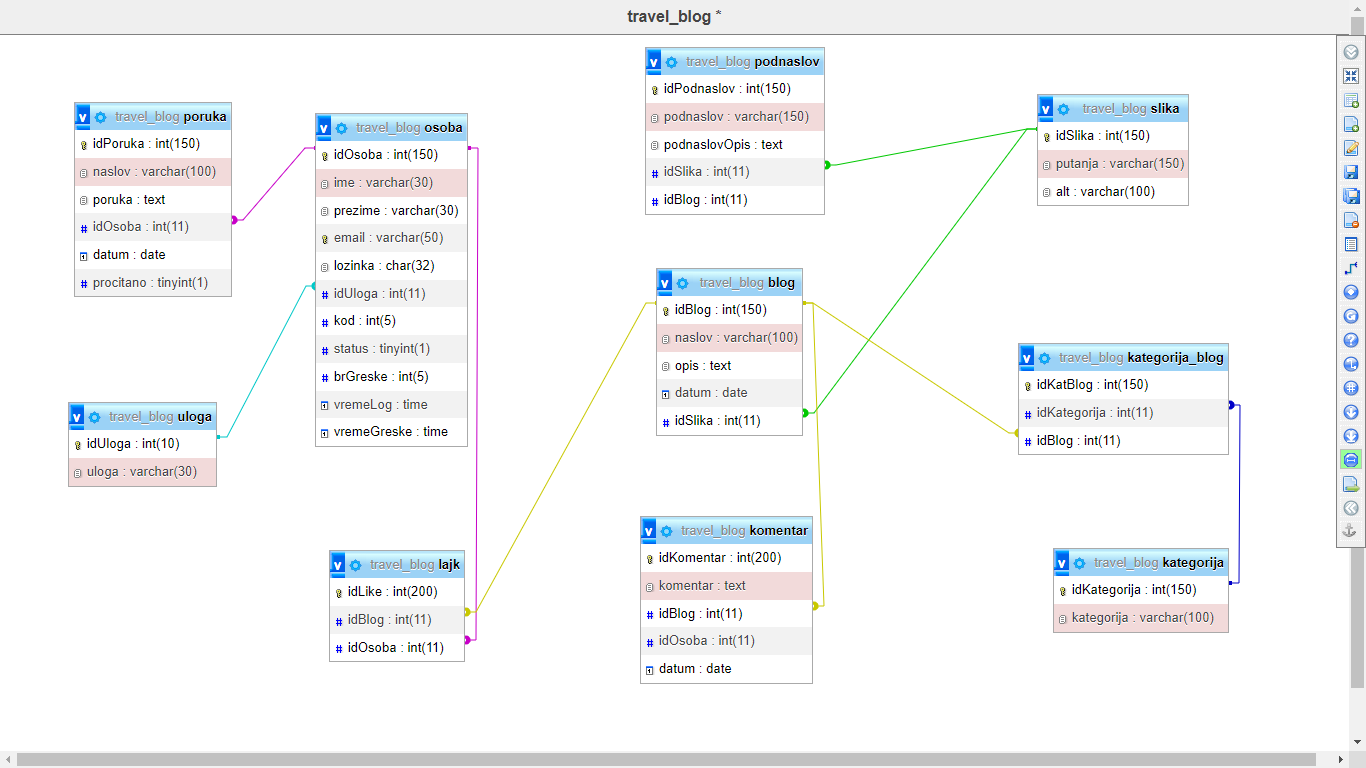 travel_blog *
travel_blog poruka
idPoruka : int(150)
naslov : varchar(100)
poruka : text
idOsoba : int(11)
datum : date
procitano : tinyint(1)
travel_blog osoba
idOsoba : int(150)
ime : varchar(30)
prezime : varchar(30)
email : varchar(50)
lozinka : char(32)
idUloga : int(11)
kod : int(5)
status : tinyint(1)
brGreske : int(5)
vremeLog : time
vremeGreske : time
travel_blog uloga
idUloga : int(10)
uloga : varchar(30)
travel_blog lajk
idLike : int(200)
idBlog : int(11)
idOsoba : int(11)
travel_blog podnaslov
idPodnaslov : int(150)
podnaslov : varchar(150)
podnaslovOpis : text
idSlika : int(11)
idBlog : int(11)
travel_blog blog
idBlog : int(150)
naslov : varchar(100)
opis : text
datum : date
idSlika : int(11)
travel_blog komentar
idKomentar : int(200)
komentar : text
idBlog : int(11)
idOsoba : int(11)
datum : date
travel_blog slika
idSlika : int(150)
putanja : varchar(150)
alt : varchar(100)
travel_blog kategorija_blog
idKatBlog : int(150)
idKategorija : int(11)
idBlog : int(11)
travel_blog kategorija
idKategorija : int(150)
kategorija : varchar(100)